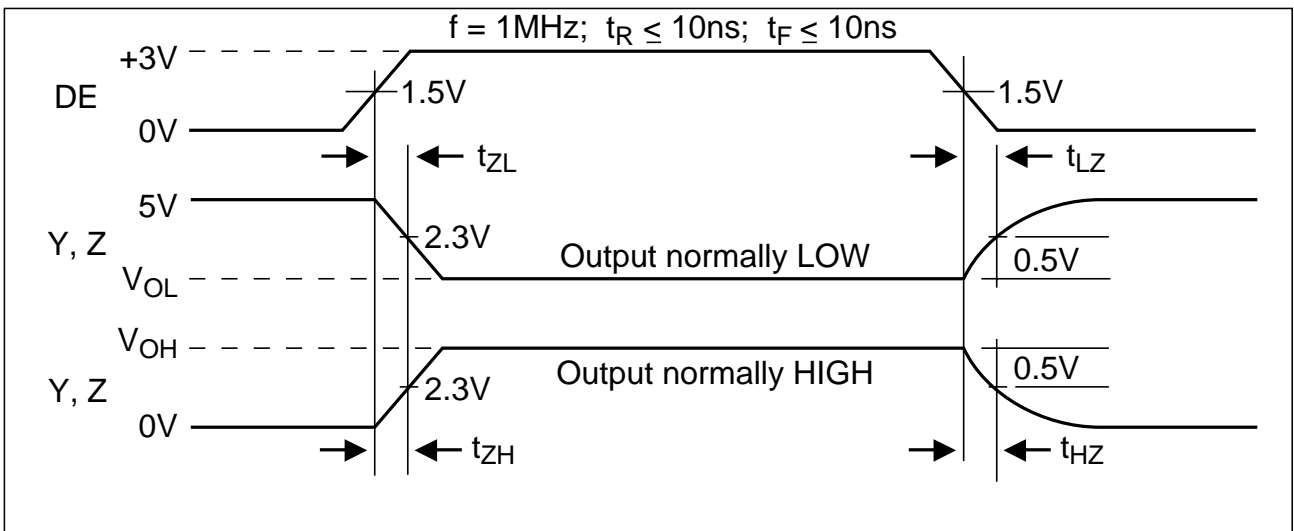 f = 1MHz; tR ≤ 10ns; tF ≤ 10ns
+3V
DE
1.5V
1.5V
0V
tZL
tLZ
5V
Y, Z
2.3V
Output normally LOW
0.5V
VOL
VOH
Output normally HIGH
0.5V
Y, Z
2.3V
0V
tZH
tHZ